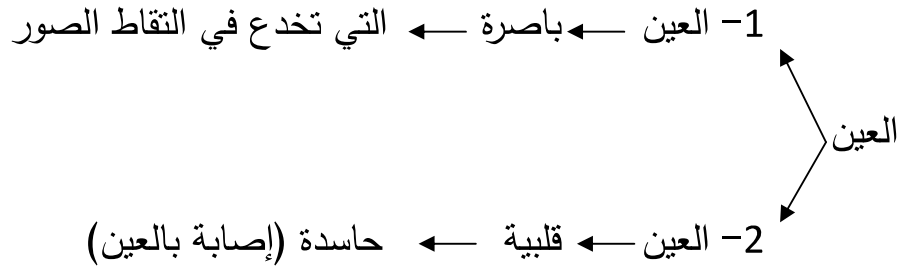 1- العين ← باصرة ← التي تخدع في التقاط الصور
العين
2- العين ← قلبية ← حاسدة (إصابة بالعين)